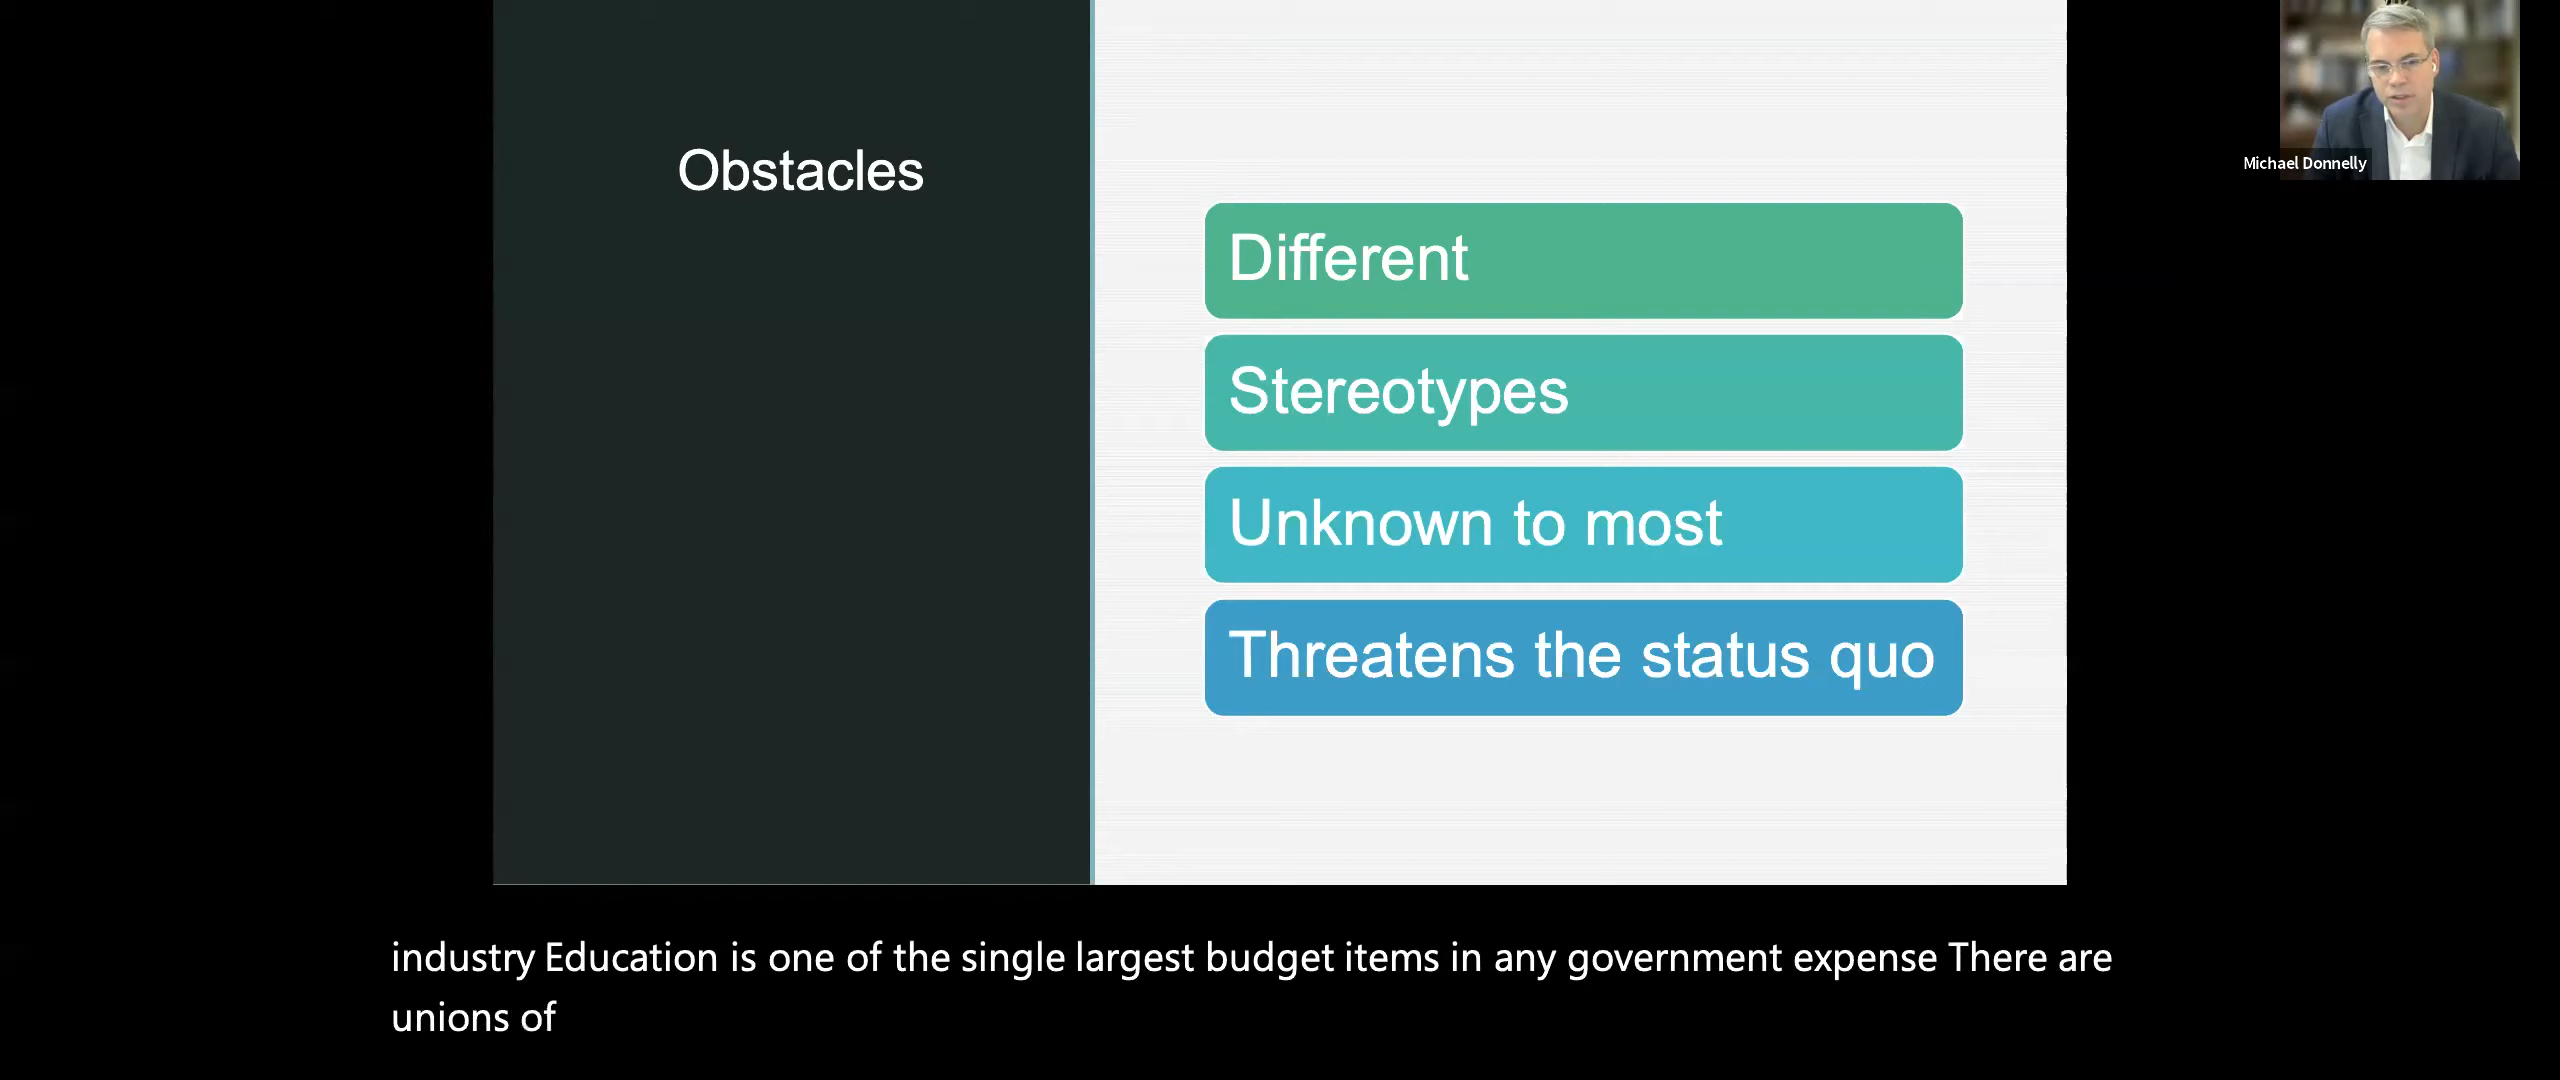 Obstacles
Different
Stereotypes
Unknown to most
Threatens the status quo
Michael Donnelly
industry Education is one of the single largest budget items in any government expense There are
unions of